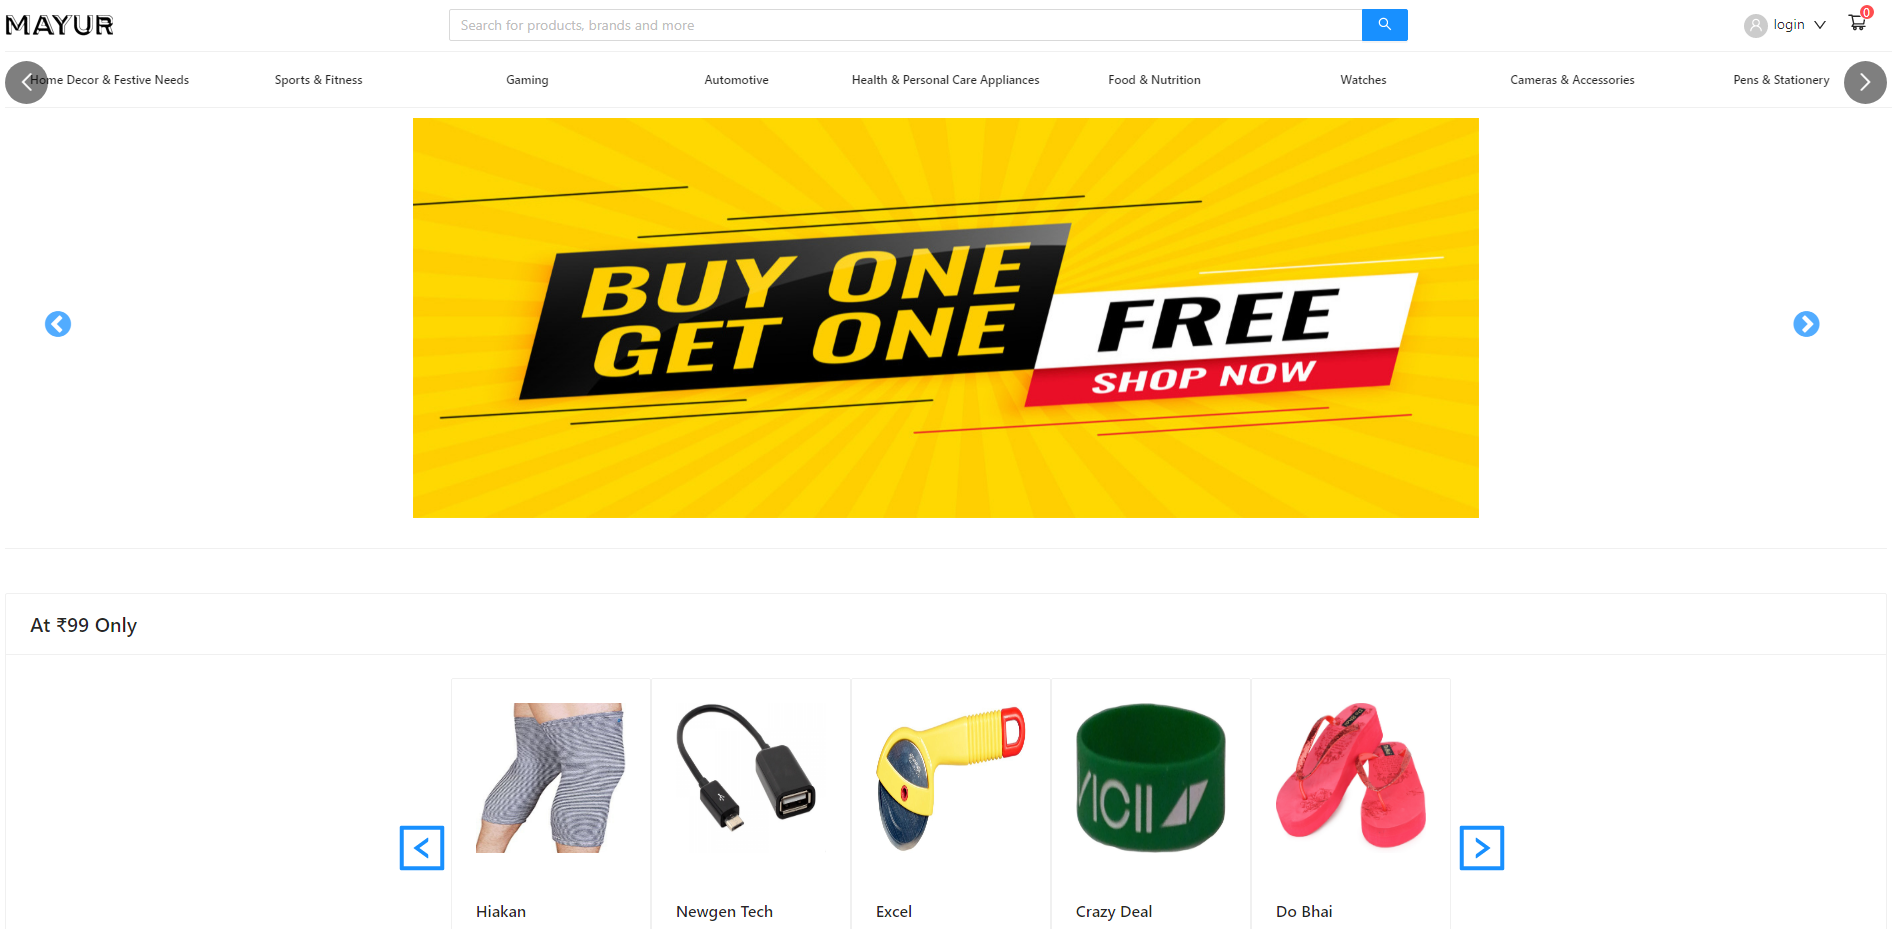 MAYUR
Search for products, brands and more
login
0
Home Decor & Festive Needs
Sports & Fitness
Gaming
Automotive
Health & Personal Care Appliances
Food & Nutrition
Watches
Cameras & Accessories
Pens & Stationery
BUY ONE
GET ONE
FREE
SHOP NOW
At ₹99 Only
VICII
Hiakan
Newgen Tech
Excel
Crazy Deal
Do Bhai